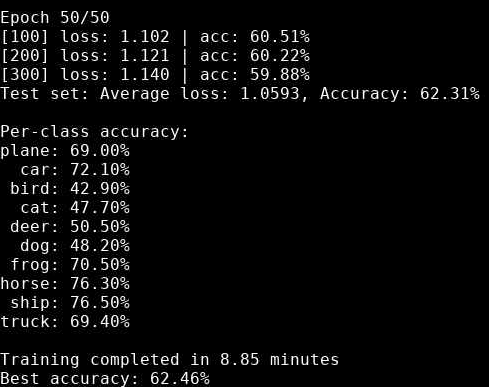 Epoch 50/50
[100] loss: 1.102 | acc: 60.51%
[200] loss: 1.121 | acc: 60.22%
[300] loss: 1.140 | acc: 59.88%
Test set: Average loss: 1.0593, Accuracy: 62.31%
Per-class accuracy:
plane: 69.00%
car: 72.10%
bird: 42.90%
cat: 47.70%
deer: 50.50%
dog: 48.20%
frog: 70.50%
horse: 76.30%
ship: 76.50%
truck: 69.40%
Training completed in 8.85 minutes
Best accuracy: 62.46%